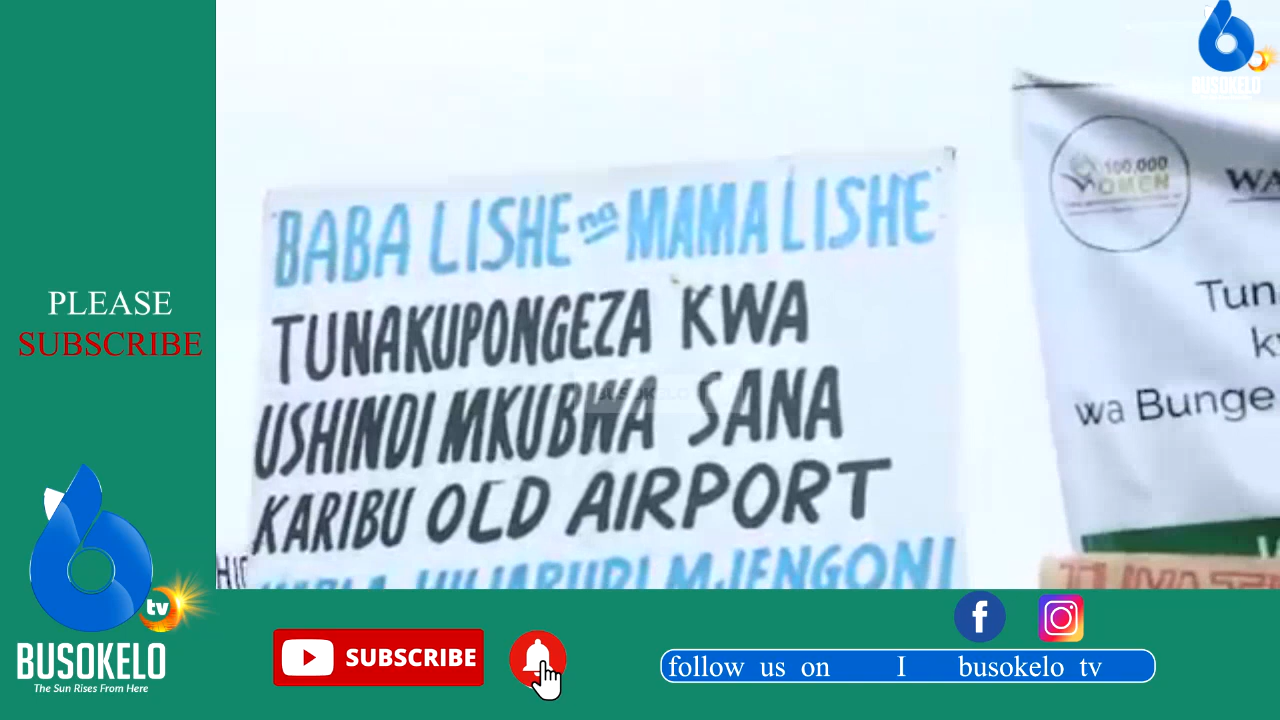 BUSOKELO
100,000
WOMEN
BABA LISHE na MAMA LISHE
TUNAKUPONGEZA KWA
USHINDI MKUBWA SANA
KARIBU OLD AIRPORT
MJENGONI
wa Bunge
PLEASE
SUBSCRIBE
tv
BUSOKELO
The Sun Rises From Here
SUBSCRIBE
follow us on I busokelo tv